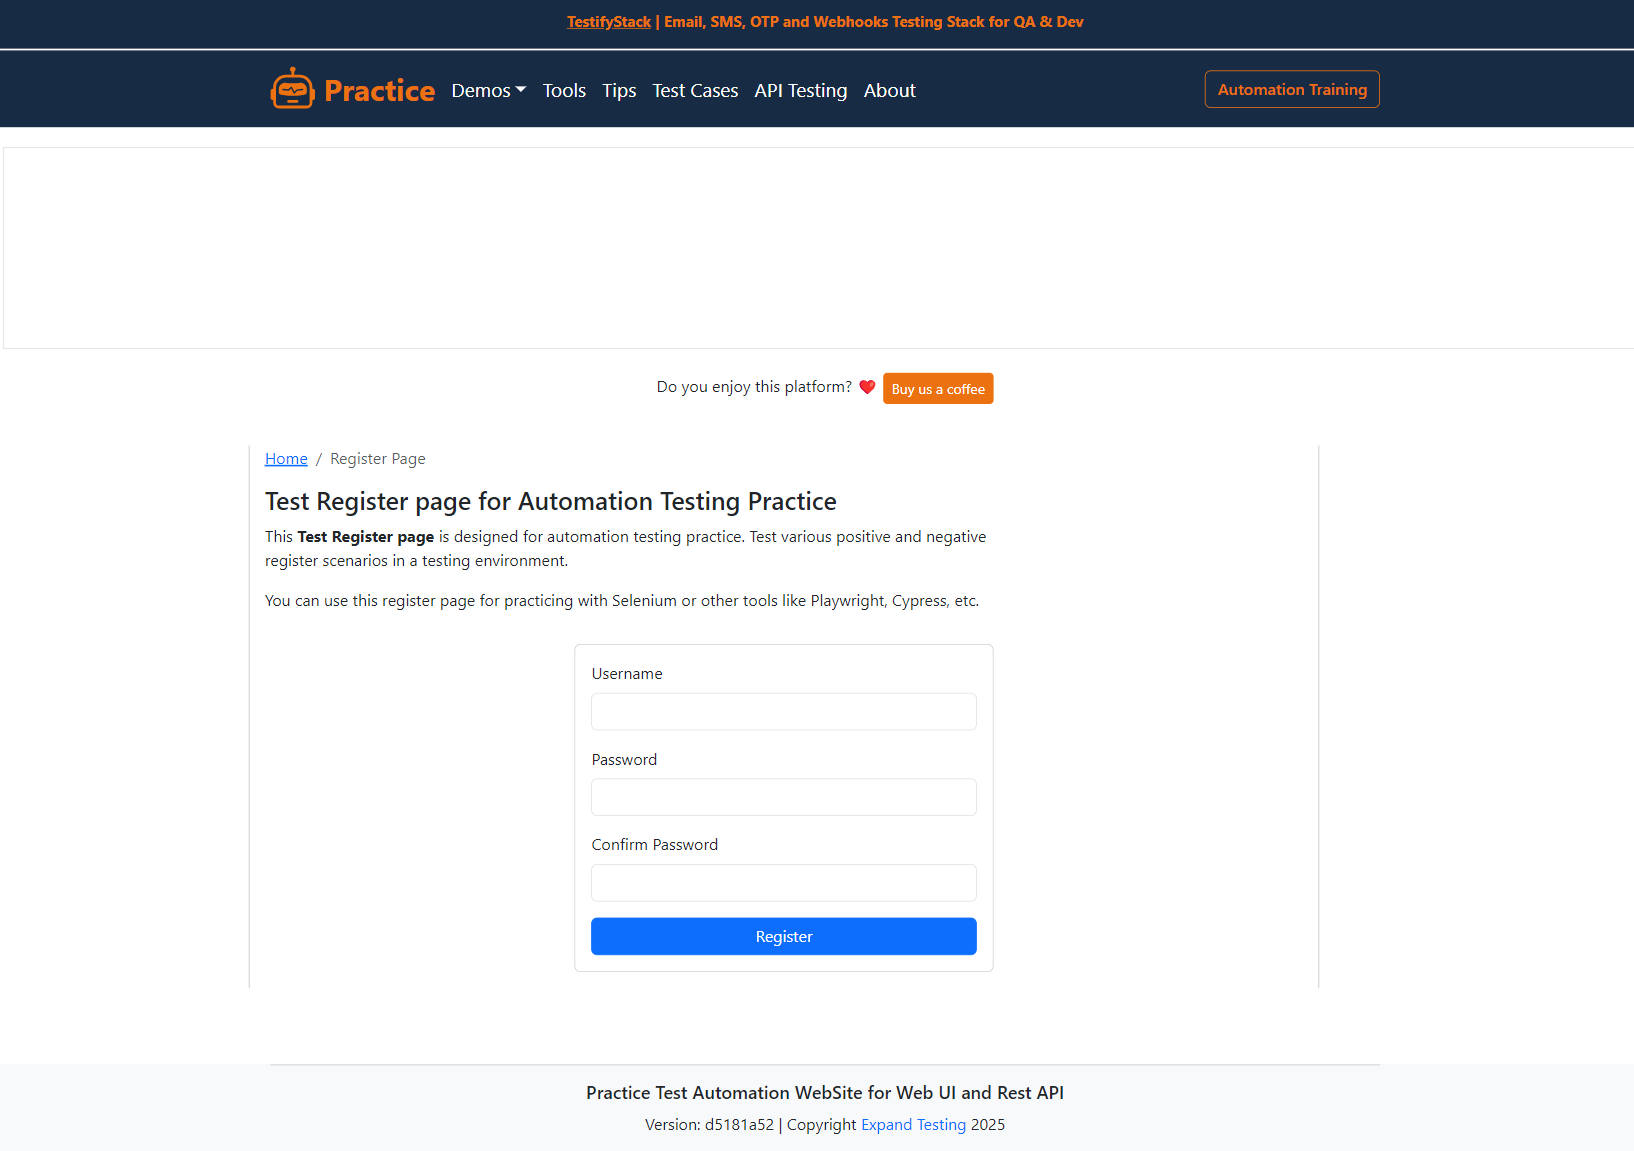 TestifyStack | Email, SMS, OTP and Webhooks Testing Stack for QA & Dev
Practice Demos Tools Tips Test Cases API Testing About Automation Training
Do you enjoy this platform? ❤️ Buy us a coffee
Home / Register Page
Test Register page for Automation Testing Practice
This Test Register page is designed for automation testing practice. Test various positive and negative
register scenarios in a testing environment.
You can use this register page for practicing with Selenium or other tools like Playwright, Cypress, etc.
Username
Password
Confirm Password
Register
Practice Test Automation WebSite for Web UI and Rest API
Version: d5181a52 | Copyright Expand Testing 2025